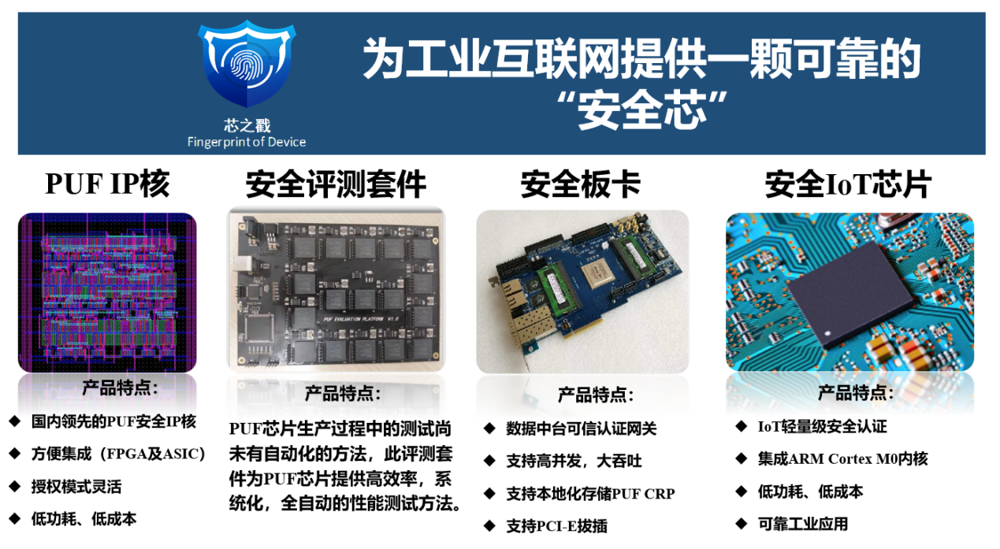 为工业互联网提供一颗可靠的
“安全芯”
芯之戳
Fingerprint of Device
PUF IP核
安全评测套件
安全板卡
安全IoT芯片
PUF EVALUATION PLATFORM V1.0
产品特点：
◆ 国内领先的PUF安全IP核
◆ 方便集成（FPGA及ASIC）
◆ 授权模式灵活
◆ 低功耗、低成本
产品特点：
PUF芯片生产过程中的测试尚
未有自动化的方法，此评测套
件为PUF芯片提供高效率，系
统化，全自动的性能测试方法。
产品特点：
◆ 数据中台可信认证网关
◆ 支持高并发，大吞吐
◆ 支持本地化存储PUF CRP
◆ 支持PCI-E拔插
产品特点：
◆ IoT轻量级安全认证
◆ 集成ARM Cortex M0内核
◆ 低功耗、低成本
◆ 可靠工业应用